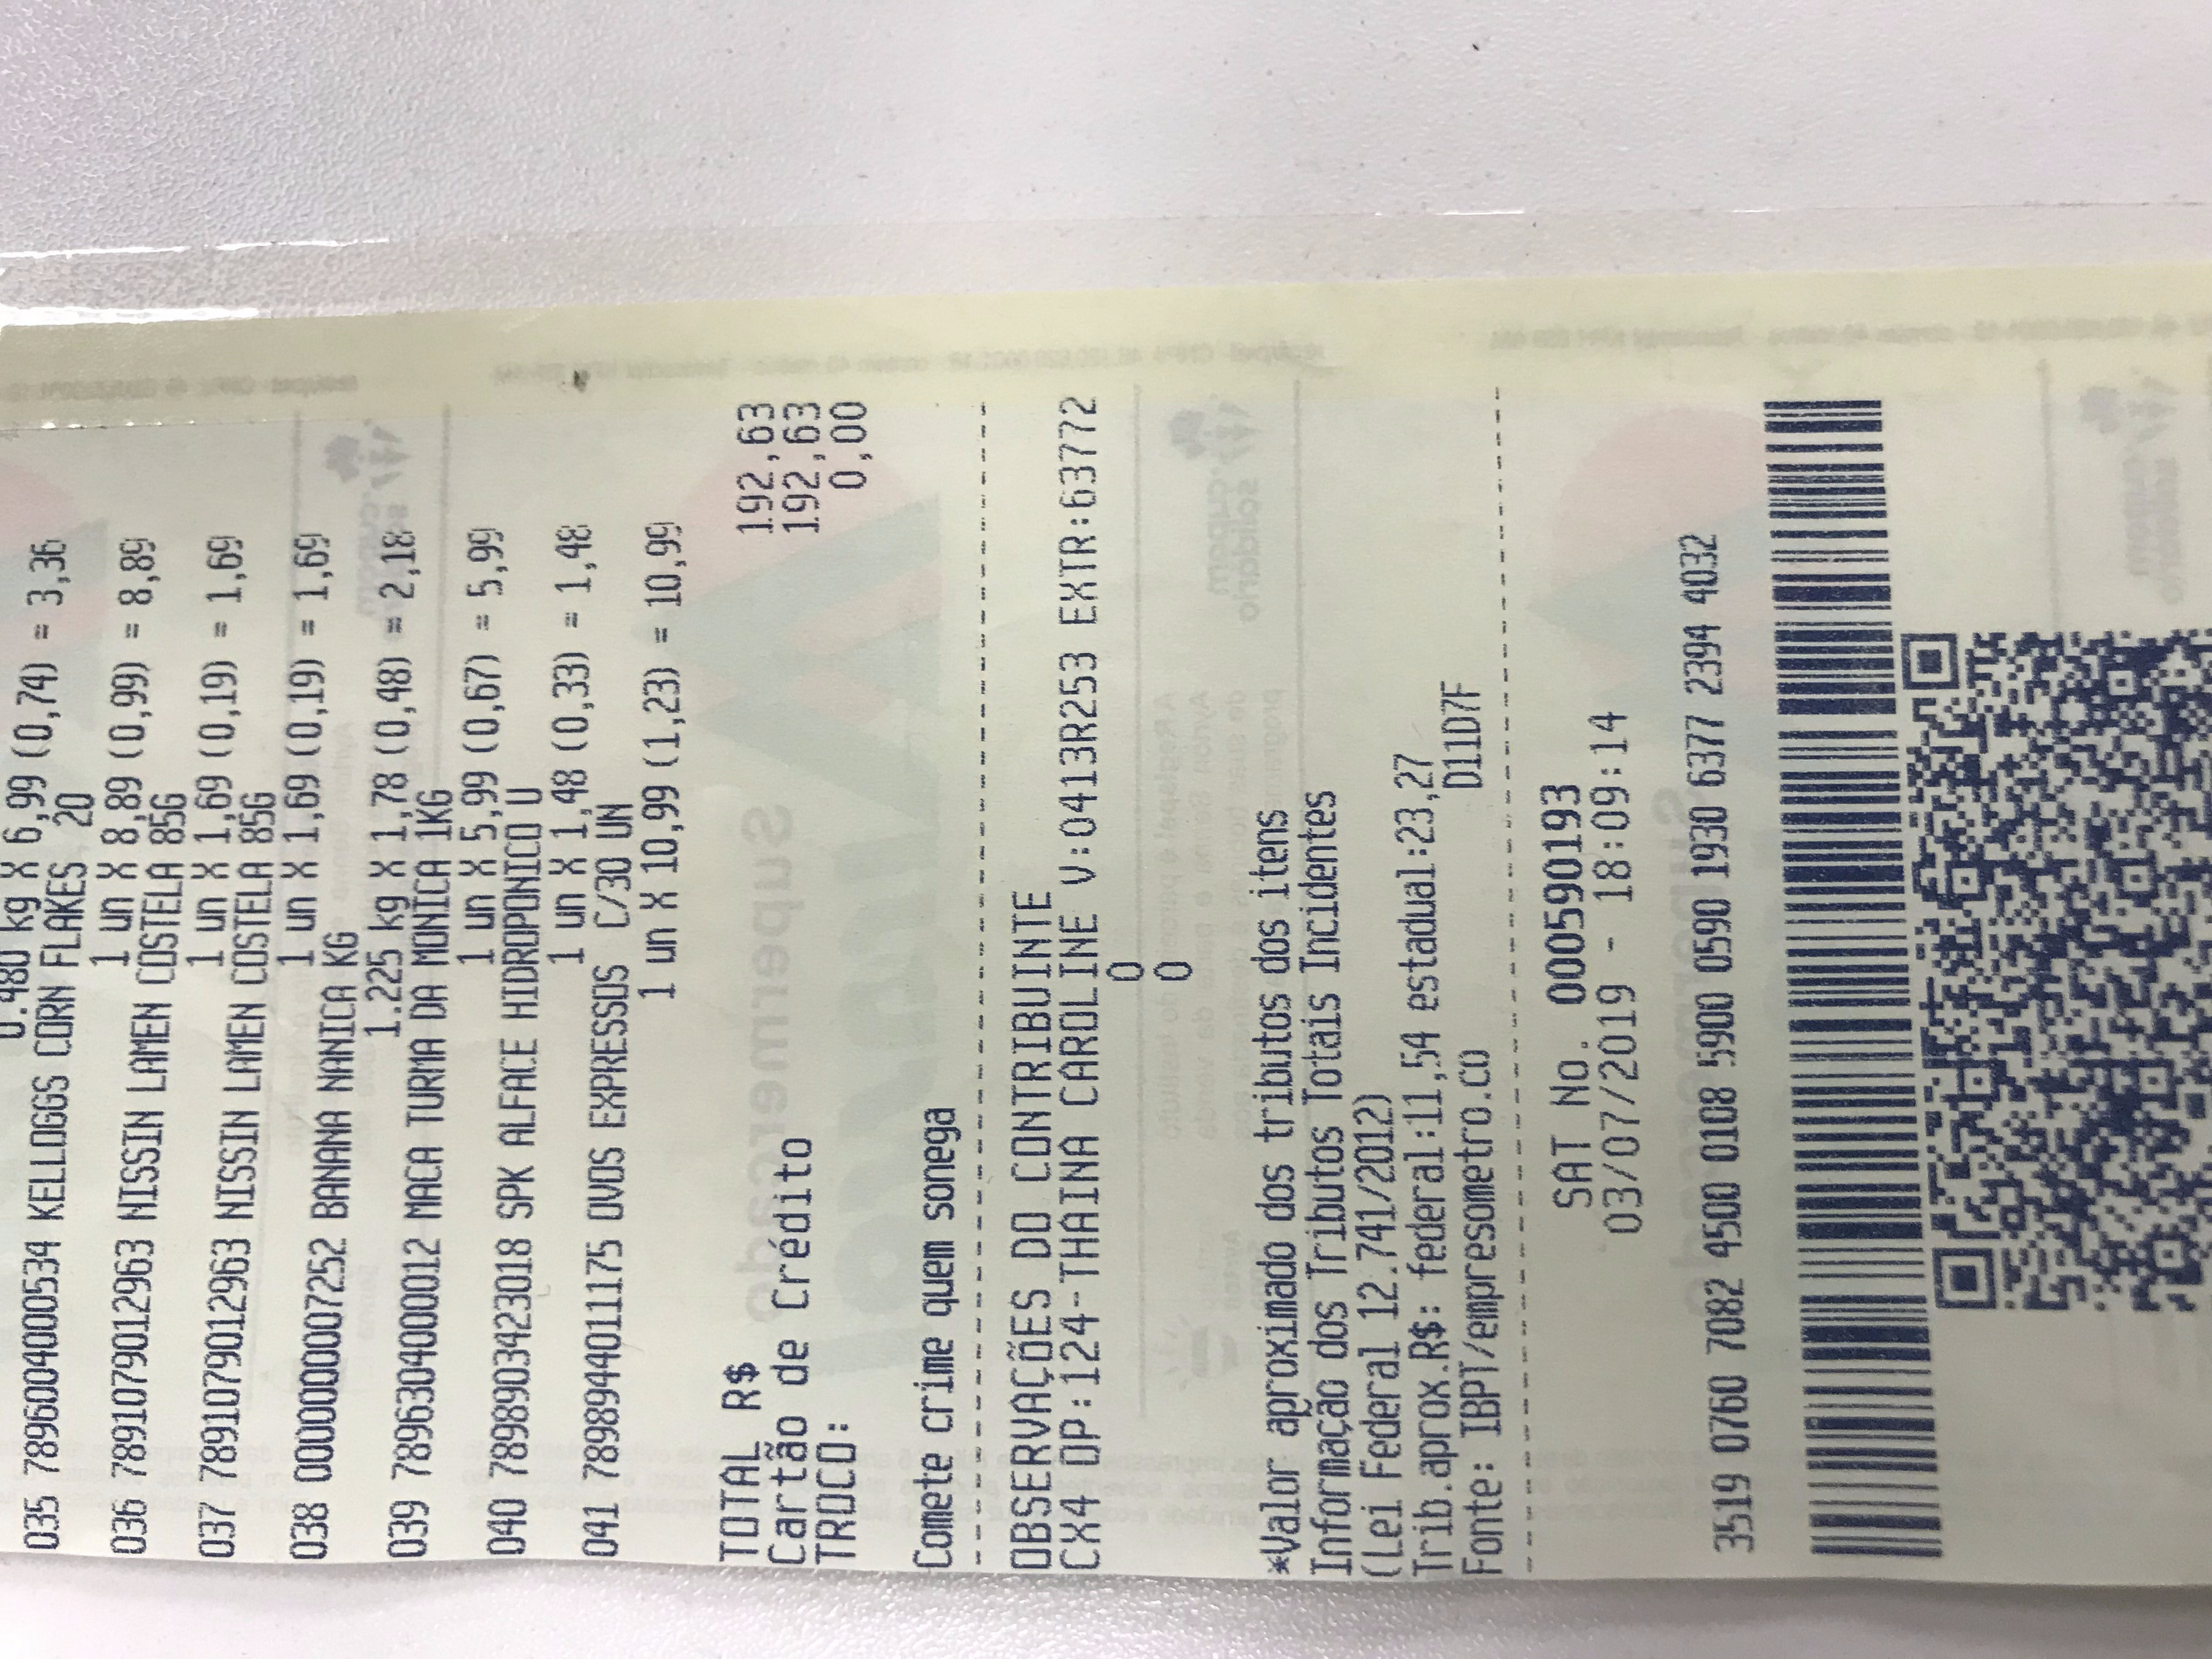 0.480 kg X 6,99 (0,74) = 3,36
035 7896004000534 KELLOGGS CORN FLAKES 20
1 un X 8,89 (0,99) = 8,89
036 7891079012963 NISSIN LAMEN COSTELA 85G
1 un X 1,69 (0,19) = 1,69
037 7891079012963 NISSIN LAMEN COSTELA 85G
1 un X 1,69 (0,19) = 1,69
038 0000000007252 BANANA NANICA KG
1.225 kg X 1,78 (0,48) = 2,18
039 7896304000012 MACA TURMA DA MONICA 1KG
1 un X 5,99 (0,67) = 5,99
040 7898903423018 SPK ALFACE HIDROPONICO U
1 un X 1,48 (0,33) = 1,48
041 7898944011175 OVOS EXPRESSOS C/30 UN
1 un X 10,99 (1,23) = 10,99
TOTAL R$ 192,63
Cartão de Crédito 192,63
TROCO: 0,00
Comete crime quem sonega
OBSERVAÇÕES DO CONTRIBUINTE
CX4 OP:124-THAINA CAROLINE V:0413R253 EXTR:63772
0
0
*Valor aproximado dos tributos dos itens
Informação dos Tributos Totais Incidentes
(Lei Federal 12.741/2012)
Trib.aprox.R$: federal:11,54 estadual:23,27
Fonte: IBPT/empresometro.co D11D7F
SAT No. 000590193
03/07/2019 - 18:09:14
3519 0760 7082 4500 0108 5900 0590 1930 6377 2394 4032